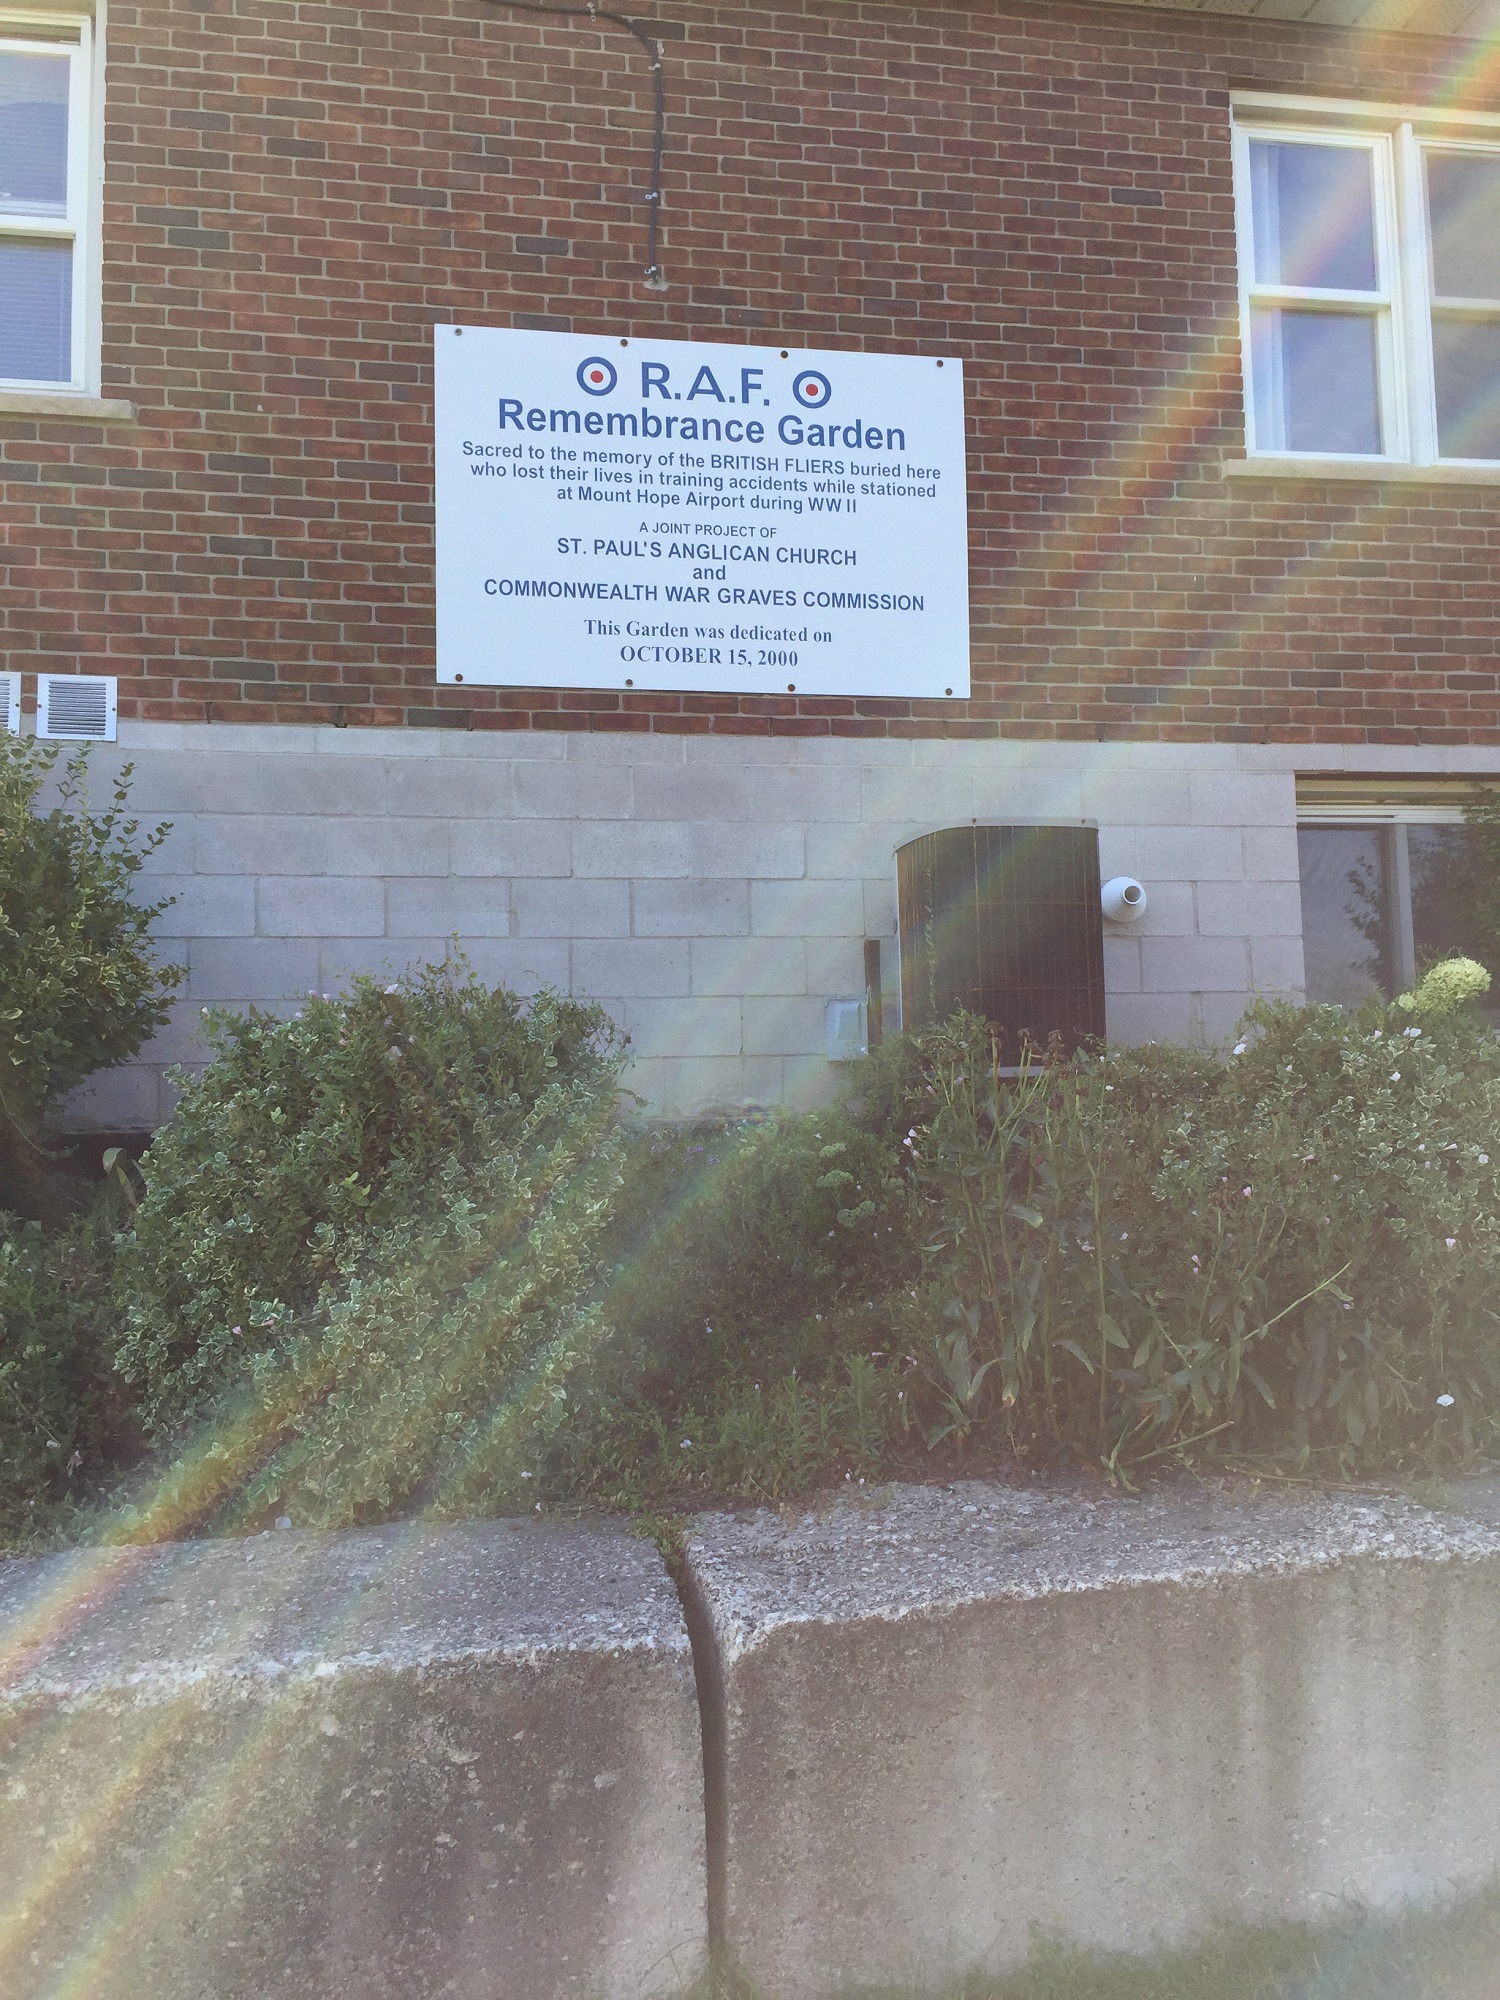 R.A.F.
Remembrance Garden
Sacred to the memory of the BRITISH FLIERS buried here
who lost their lives in training accidents while stationed
at Mount Hope Airport during WW II
A JOINT PROJECT OF
ST. PAUL'S ANGLICAN CHURCH
and
COMMONWEALTH WAR GRAVES COMMISSION
This Garden was dedicated on
OCTOBER 15, 2000